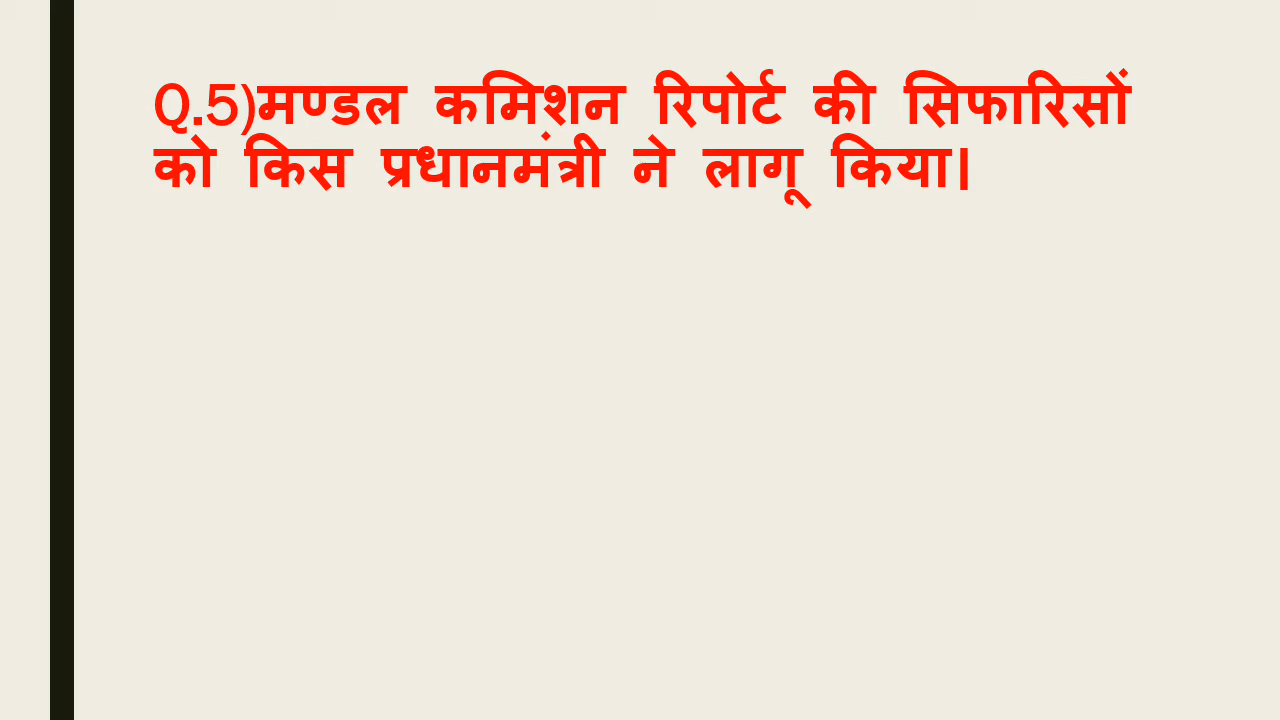 Q.5)मण्डल कमिशन रिपोर्ट की सिफारिसों
को किस प्रधानमंत्री ने लागू किया।